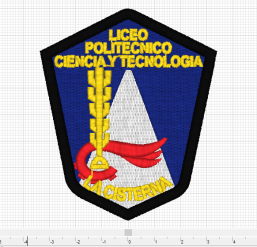 LICEO
POLITECNICO
CIENCIA Y TECNOLOGIA
LA CISTERNA